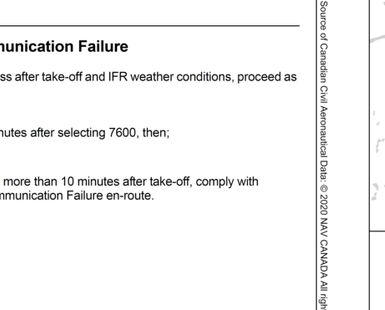 munication Failure
ss after take-off and IFR weather conditions, proceed as
nutes after selecting 7600, then;
more than 10 minutes after take-off, comply with
mmunication Failure en-route.
Source of Canadian Civil Aeronautical Data: © 2020 NAV CANADA All righ